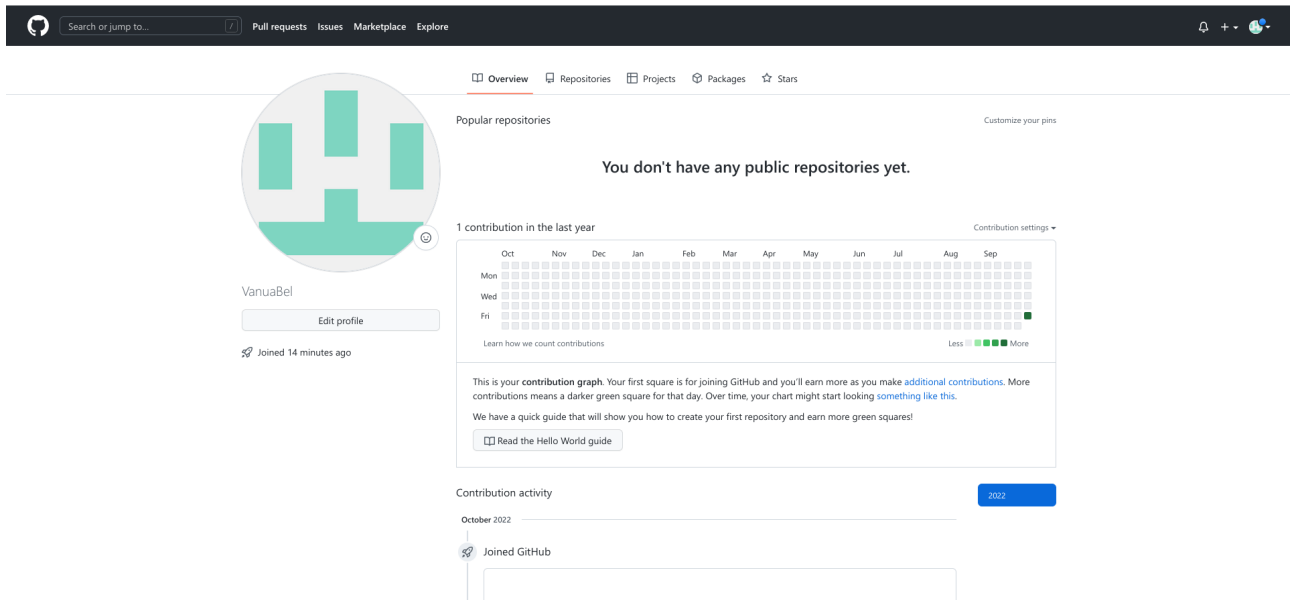 Search or jump to... /
Pull requests Issues Marketplace Explore
Overview Repositories Projects Packages Stars
Popular repositories
Customize your pins
You don't have any public repositories yet.
1 contribution in the last year
Contribution settings
Oct Nov Dec Jan Feb Mar Apr May Jun Jul Aug Sep
Mon
Wed
Fri
Learn how we count contributions
Less More
VanuaBel
Edit profile
Joined 14 minutes ago
This is your contribution graph. Your first square is for joining GitHub and you'll earn more as you make additional contributions. More
contributions means a darker green square for that day. Over time, your chart might start looking something like this.
We have a quick guide that will show you how to create your first repository and earn more green squares!
Read the Hello World guide
Contribution activity
2022
October 2022
Joined GitHub